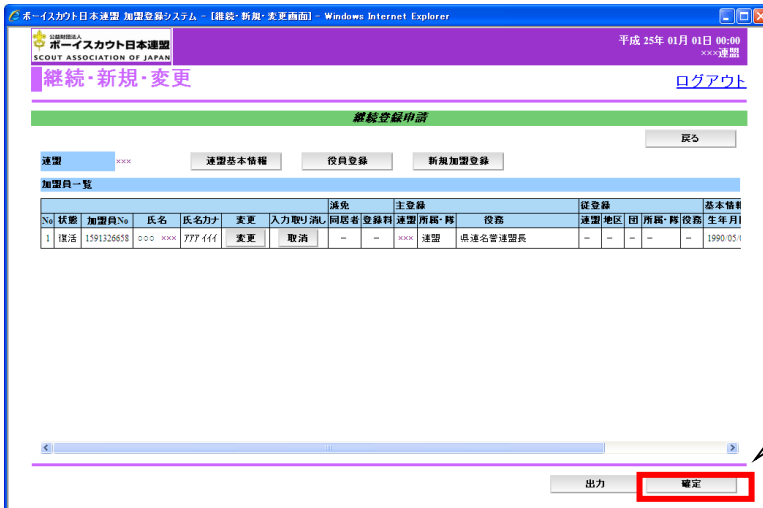 ボーイスカウト日本連盟 加盟登録システム - [継続・新規・変更画面] - Windows Internet Explorer
公益財団法人
ボーイスカウト日本連盟
SCOUT ASSOCIATION OF JAPAN
平成 25年 01月 01日 00:00
×××連盟
継続・新規・変更
ログアウト
継続登録申請
戻る
連盟 ××× 連盟基本情報 役員登録 新規加盟登録
加盟員一覧
減免 主登録 従登録 基本情報
No 状態 加盟員No 氏名 氏名カナ 変更 入力取り消し 同居者 登録料 連盟 所属・隊 役務 連盟 地区 団 所属・隊 役務 生年月
1 復活 1591326658 ○○○ ××× ｱｱｱ ｲｲｲ 変更 取消 － － ××× 連盟 県連名誉連盟長 － － － － － 1990/05/
出力 確定